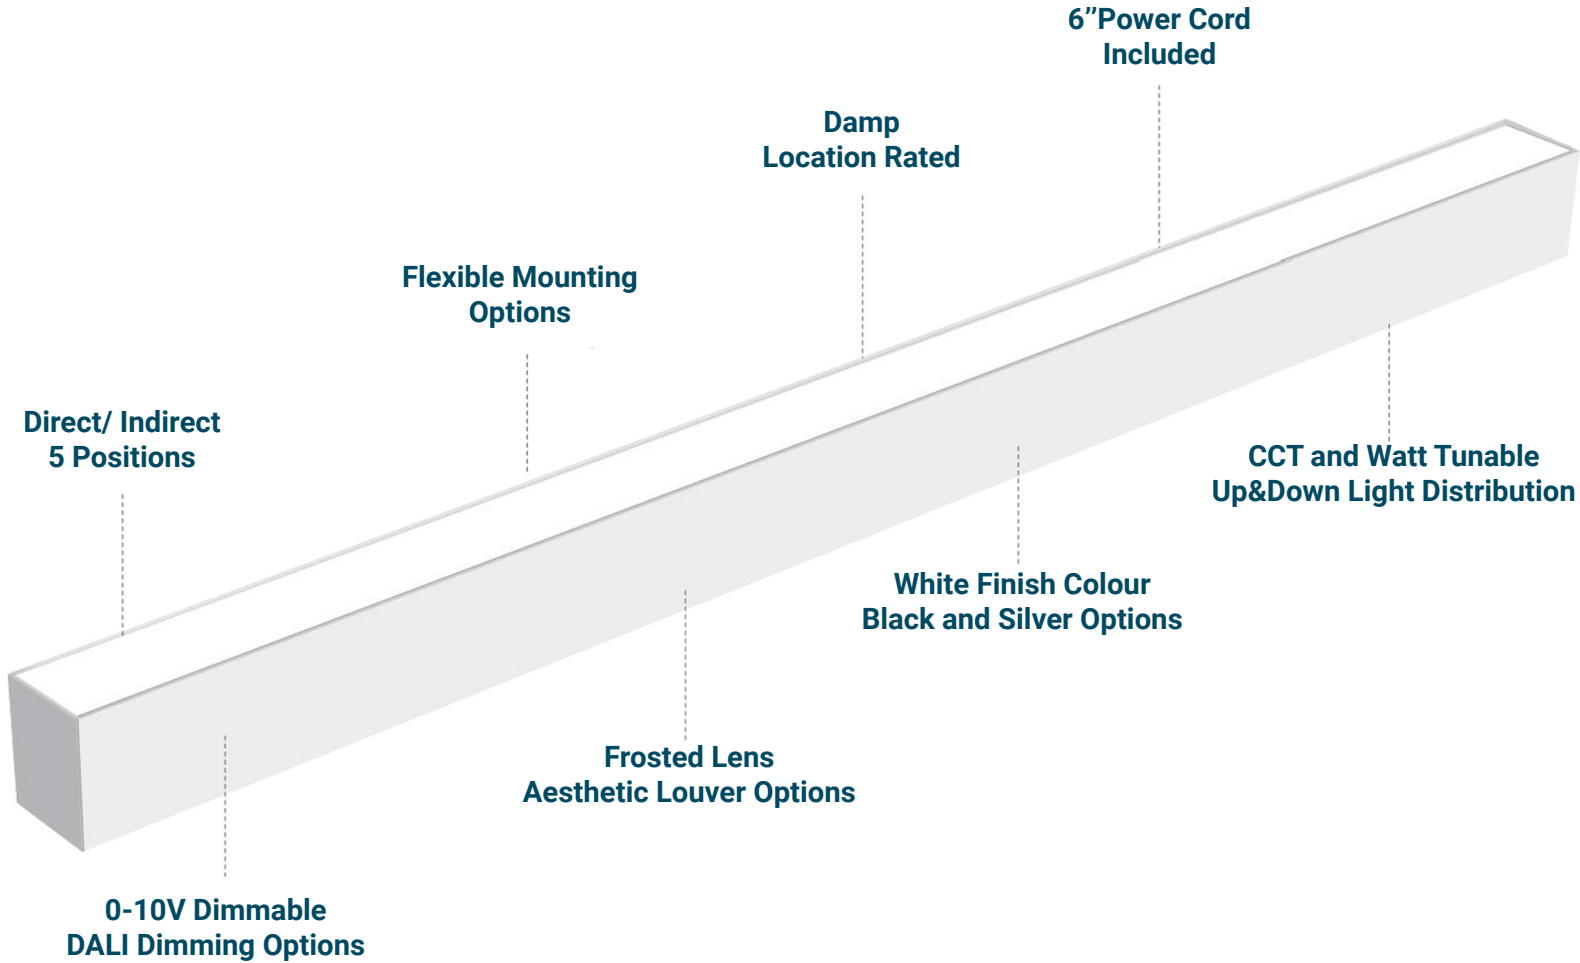 6”Power Cord
Included
Damp
Location Rated
Flexible Mounting
Options
Direct/ Indirect
5 Positions
CCT and Watt Tunable
Up&Down Light Distribution
White Finish Colour
Black and Silver Options
Frosted Lens
Aesthetic Louver Options
0-10V Dimmable
DALI Dimming Options